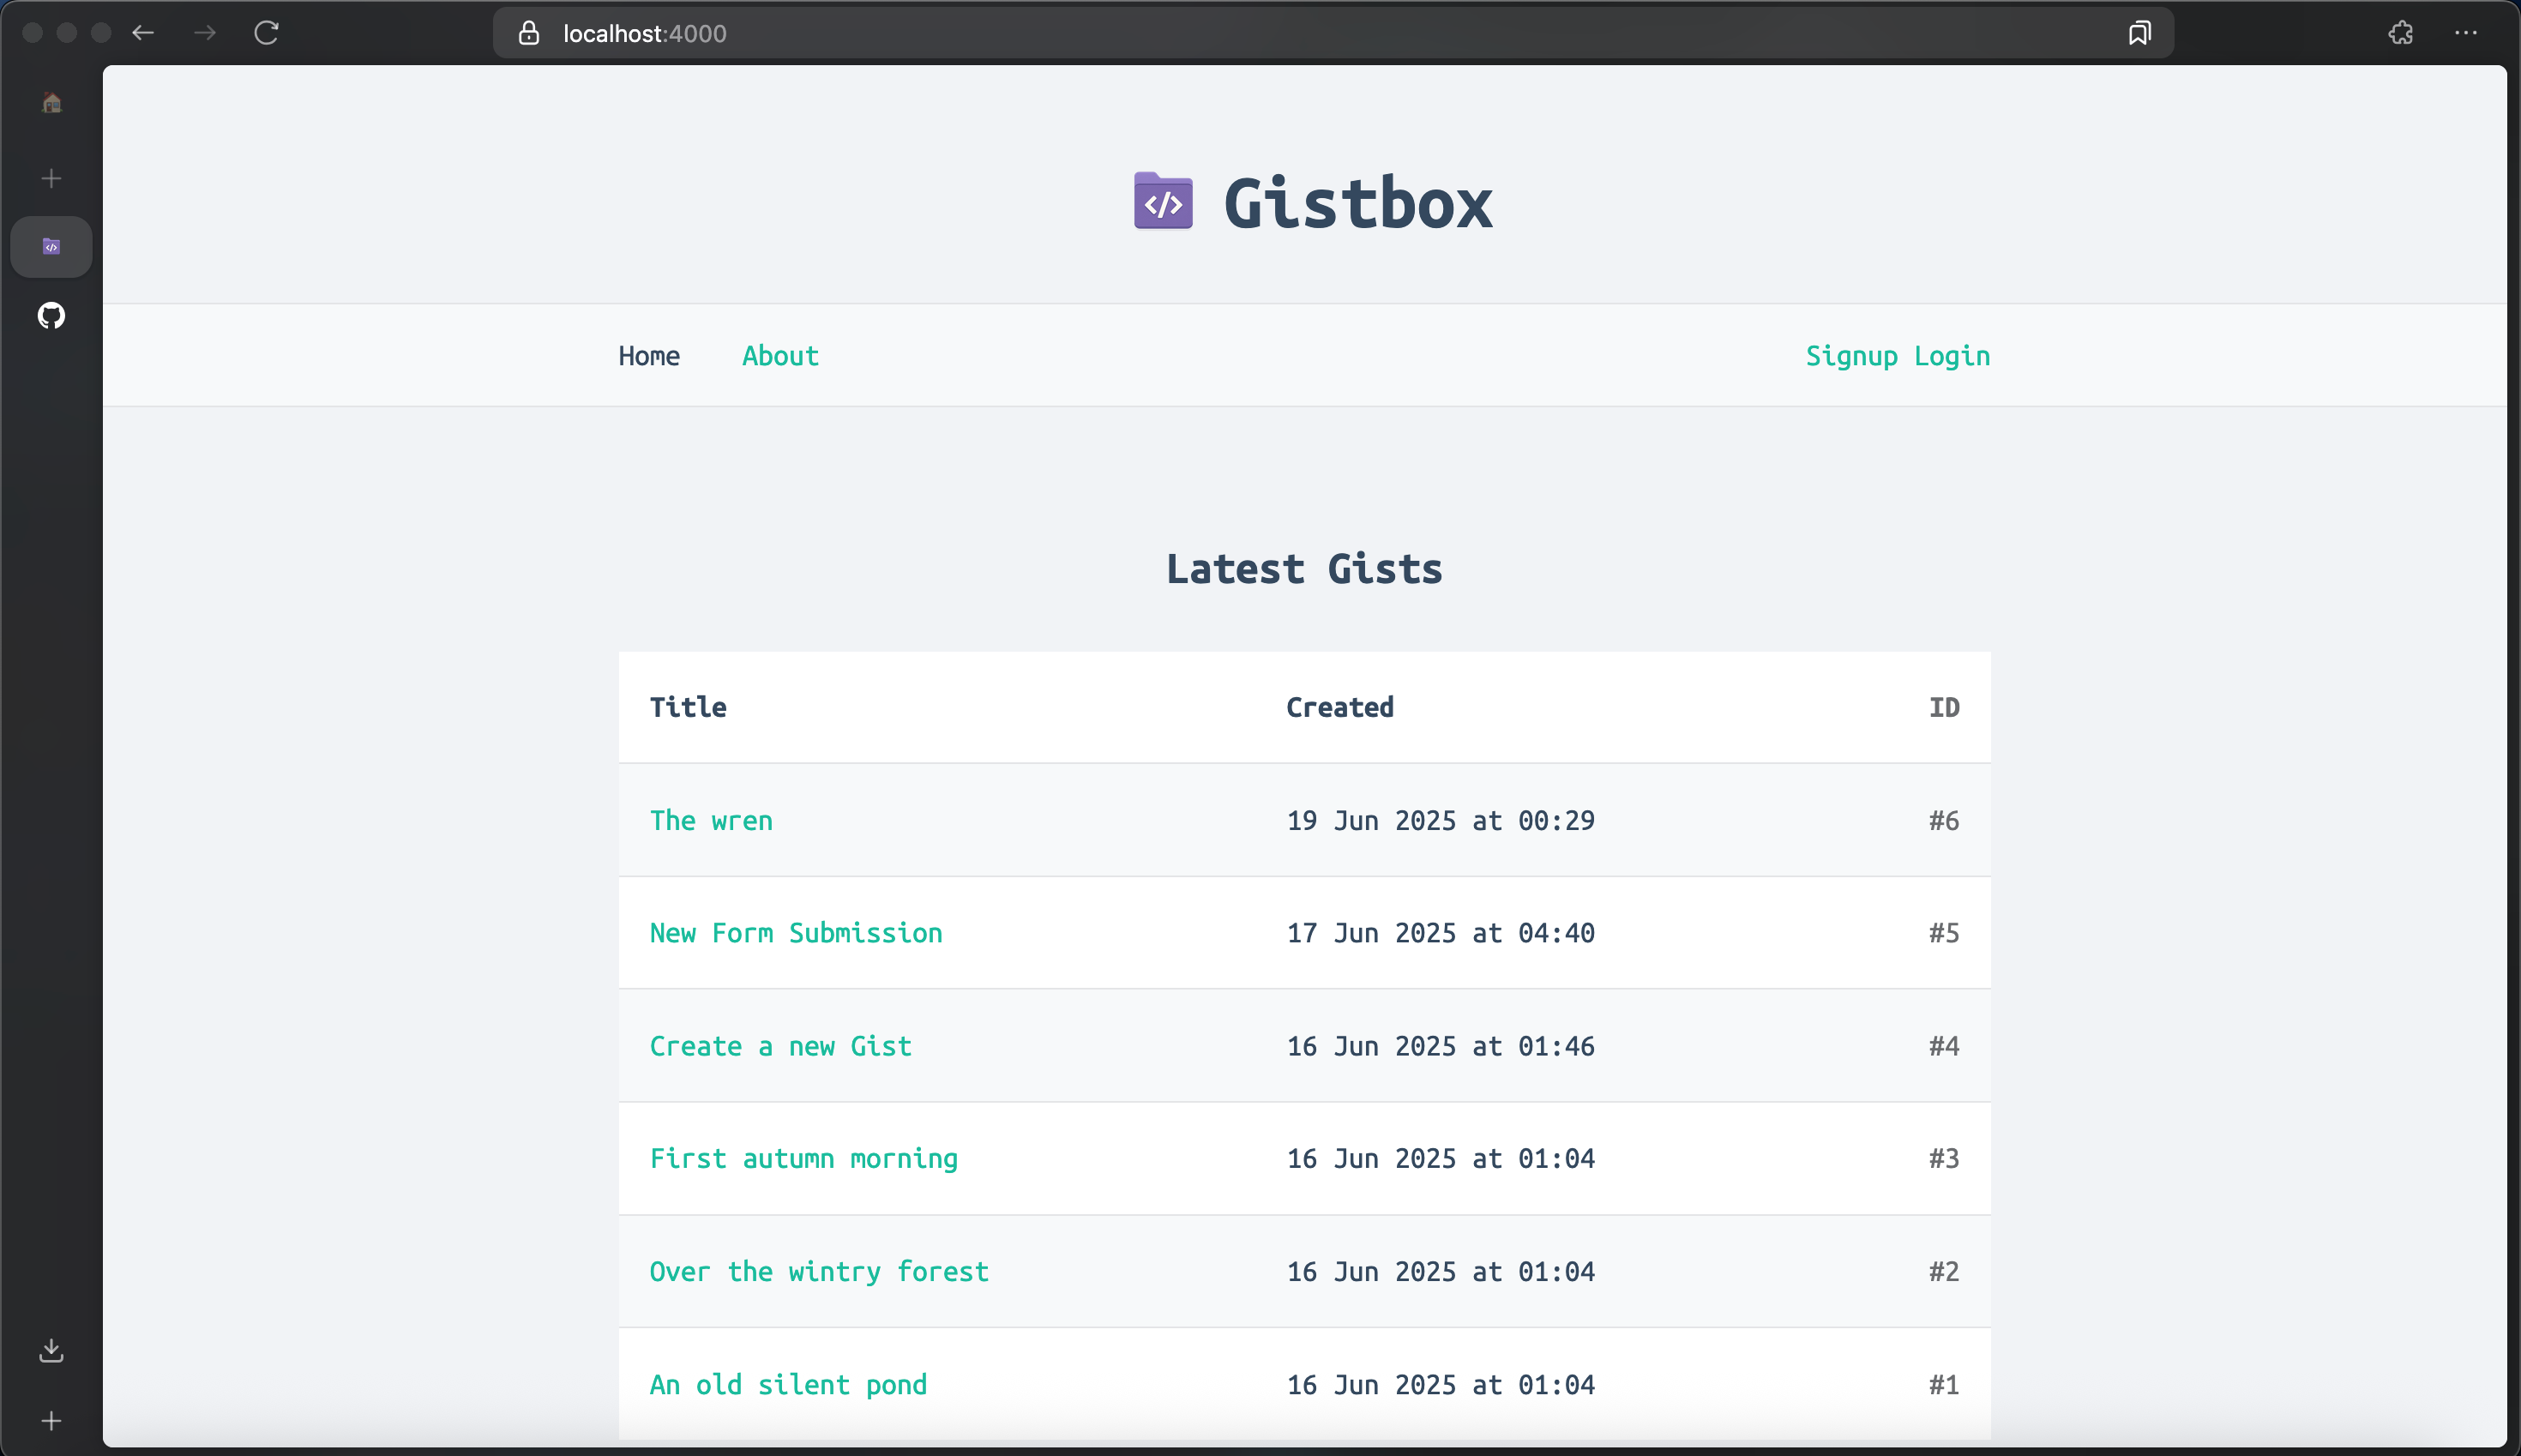 localhost:4000
</> Gistbox
Home About Signup Login
Latest Gists
Title Created ID
The wren 19 Jun 2025 at 00:29 #6
New Form Submission 17 Jun 2025 at 04:40 #5
Create a new Gist 16 Jun 2025 at 01:46 #4
First autumn morning 16 Jun 2025 at 01:04 #3
Over the wintry forest 16 Jun 2025 at 01:04 #2
An old silent pond 16 Jun 2025 at 01:04 #1